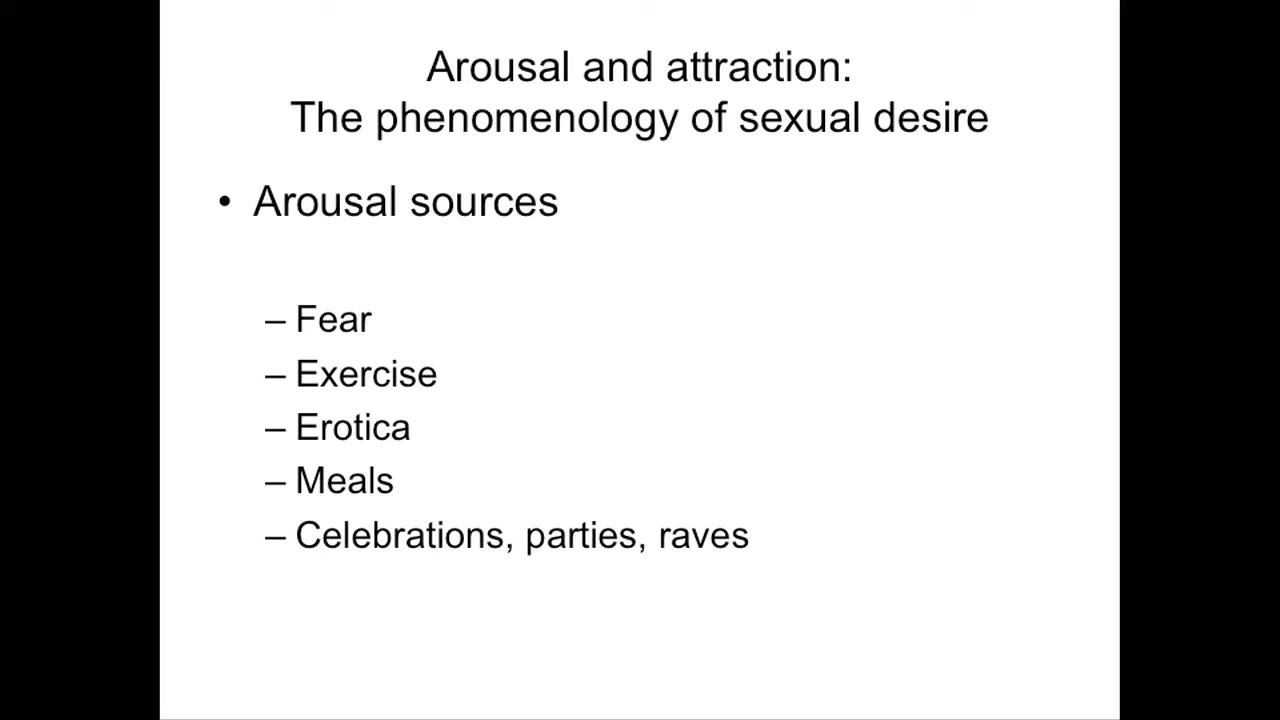 Arousal and attraction:
The phenomenology of sexual desire
• Arousal sources
– Fear
– Exercise
– Erotica
– Meals
– Celebrations, parties, raves